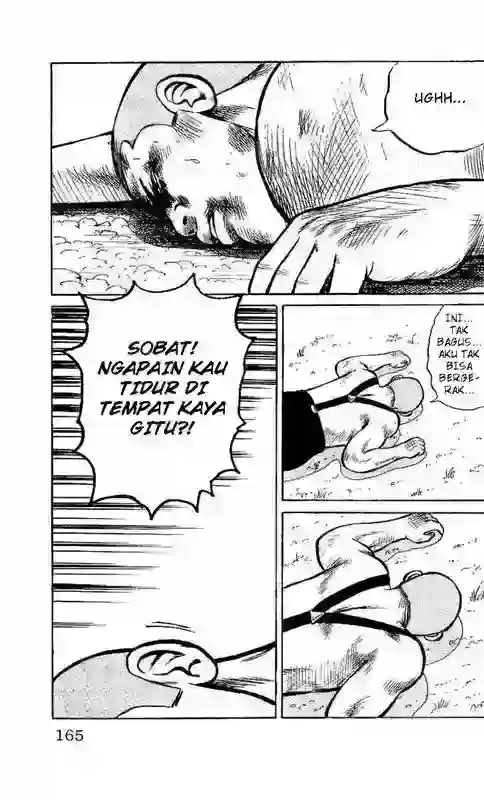 UGHH...
INI...
TAK
BAGUS...
AKU TAK
BISA
BERGE-
RAK...
SOBAT!
NGAPAIN KAU
TIDUR DI
TEMPAT KAYA
GITU?!
165